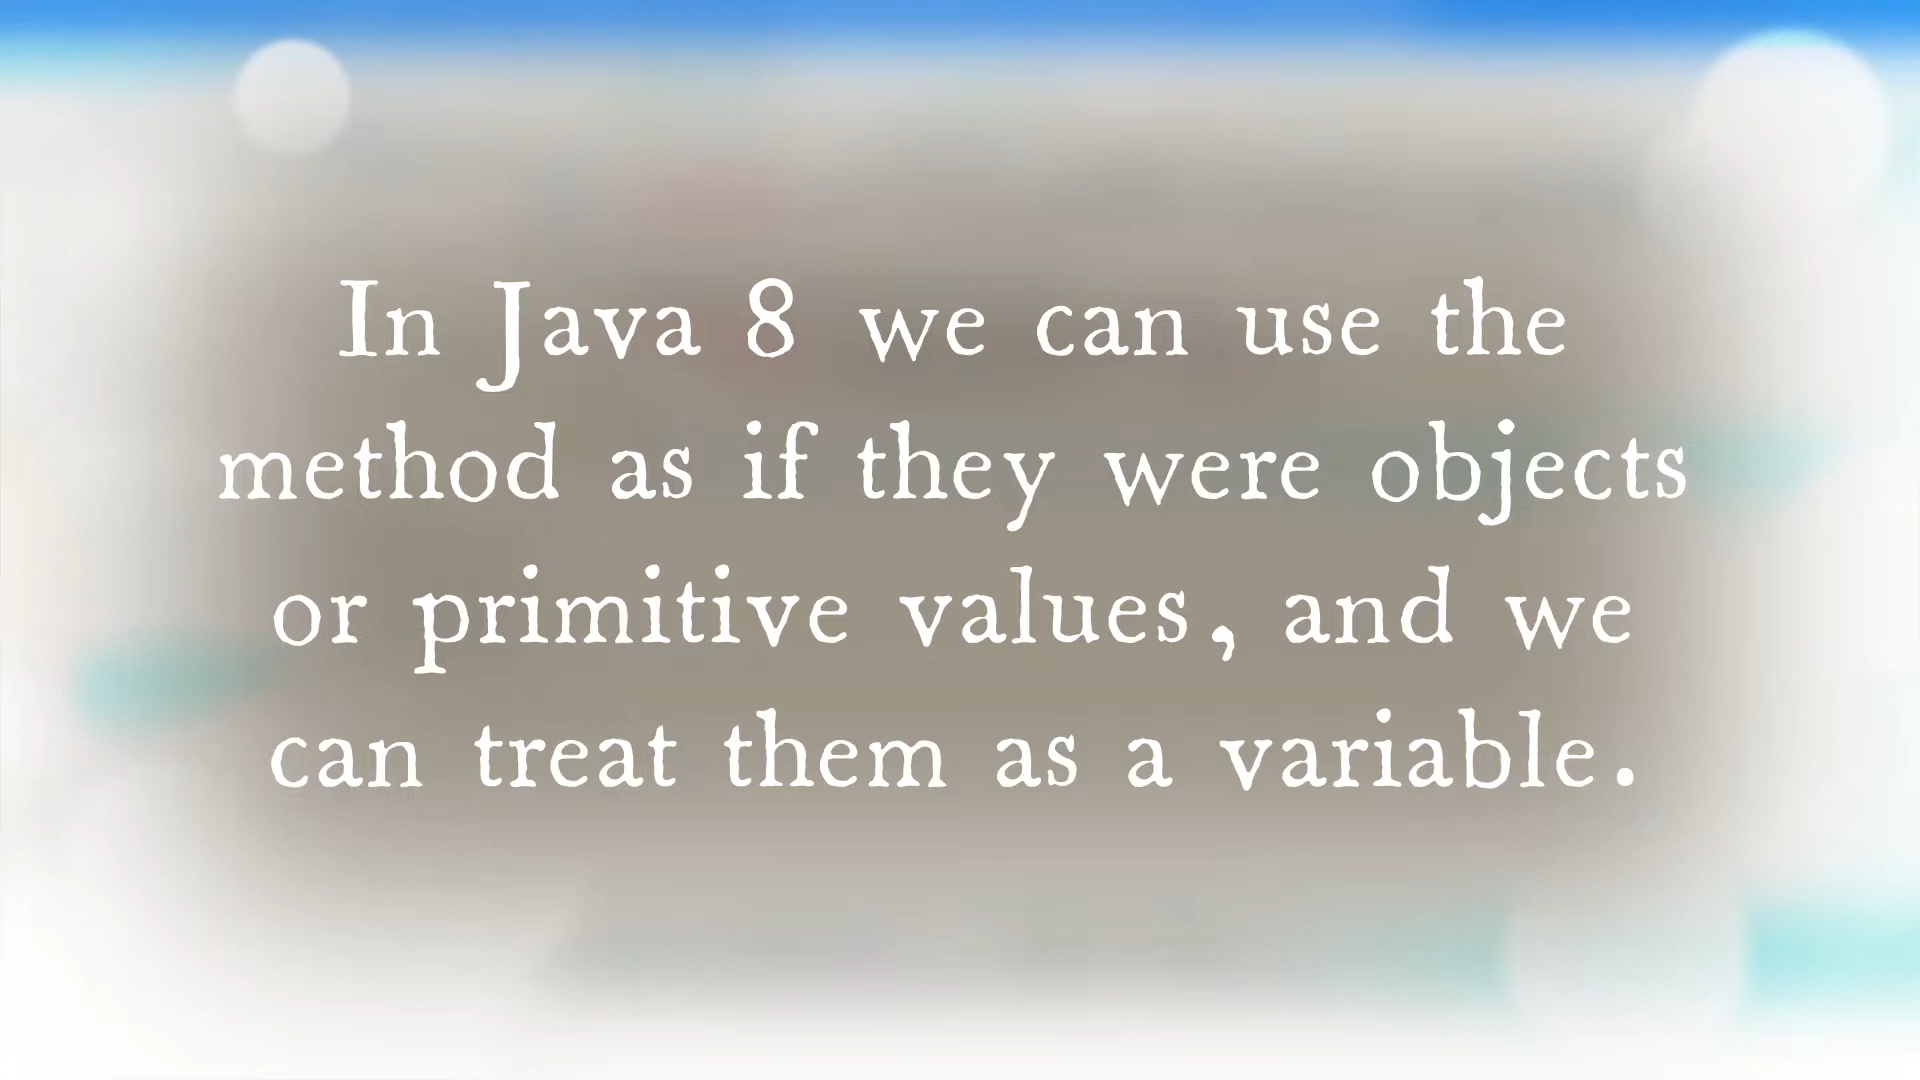 In Java 8 we can use the
method as if they were objects
or primitive values, and we
can treat them as a variable.